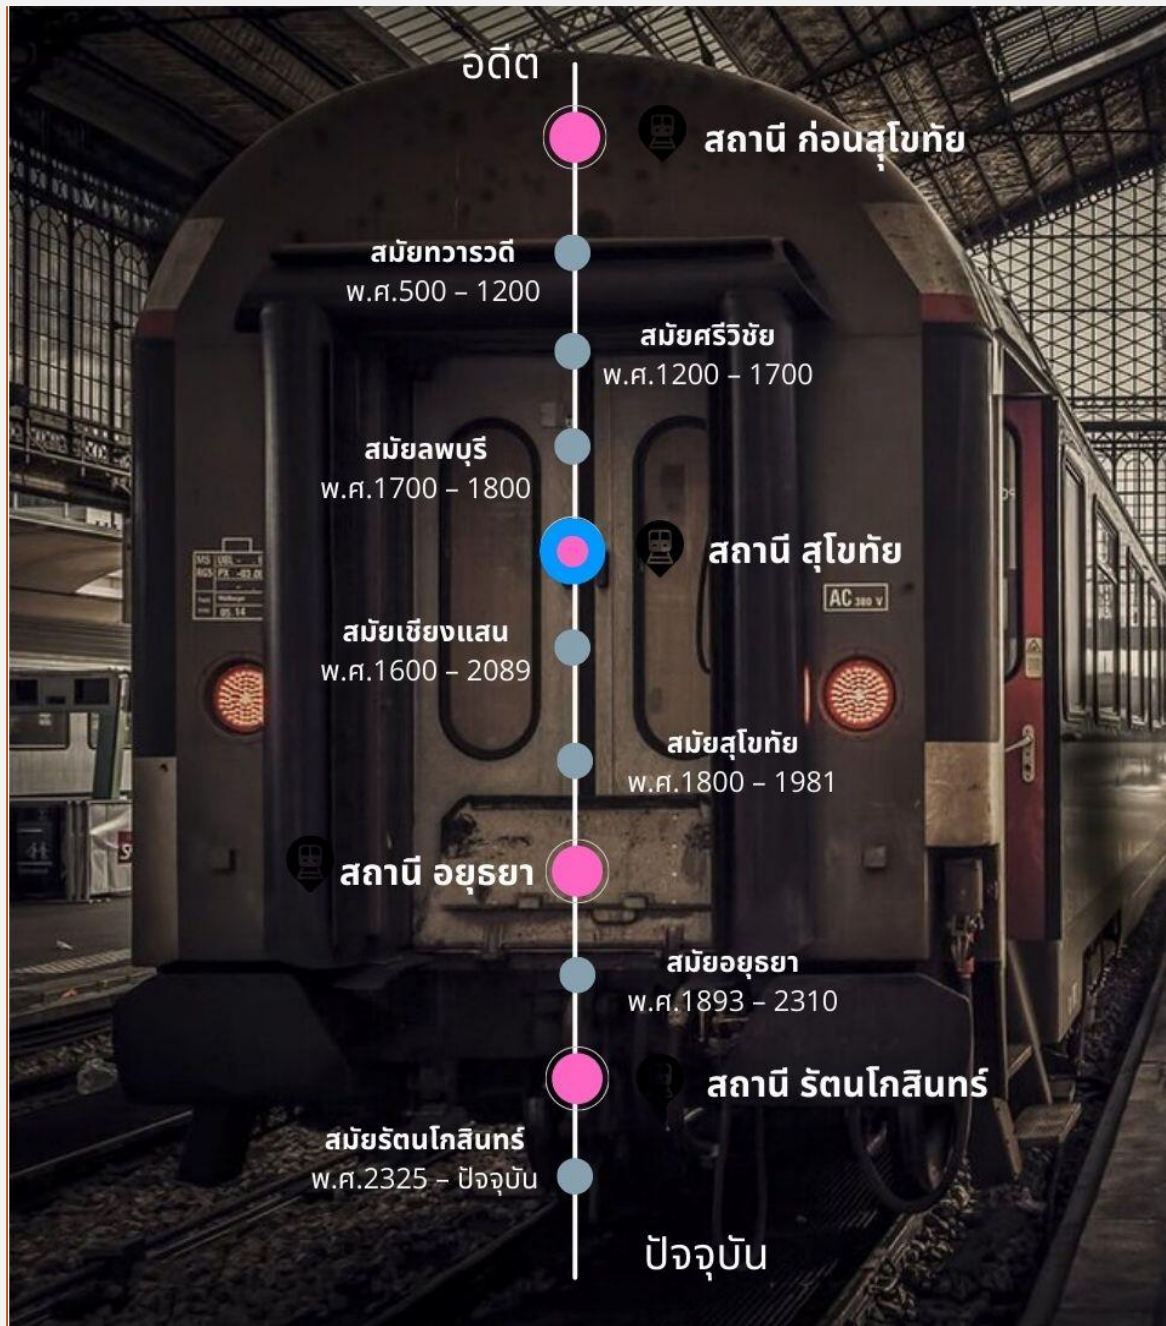 อดีต
สถานี ก่อนสุโขทัย
สมัยทวารวดี
พ.ศ.500 – 1200
สมัยศรีวิชัย
พ.ศ.1200 – 1700
สมัยลพบุรี
พ.ศ.1700 – 1800
สถานี สุโขทัย
AC 380 V
สมัยเชียงแสน
พ.ศ.1600 – 2089
สมัยสุโขทัย
พ.ศ.1800 – 1981
สถานี อยุธยา
สมัยอยุธยา
พ.ศ.1893 – 2310
สถานี รัตนโกสินทร์
สมัยรัตนโกสินทร์
พ.ศ.2325 – ปัจจุบัน
ปัจจุบัน